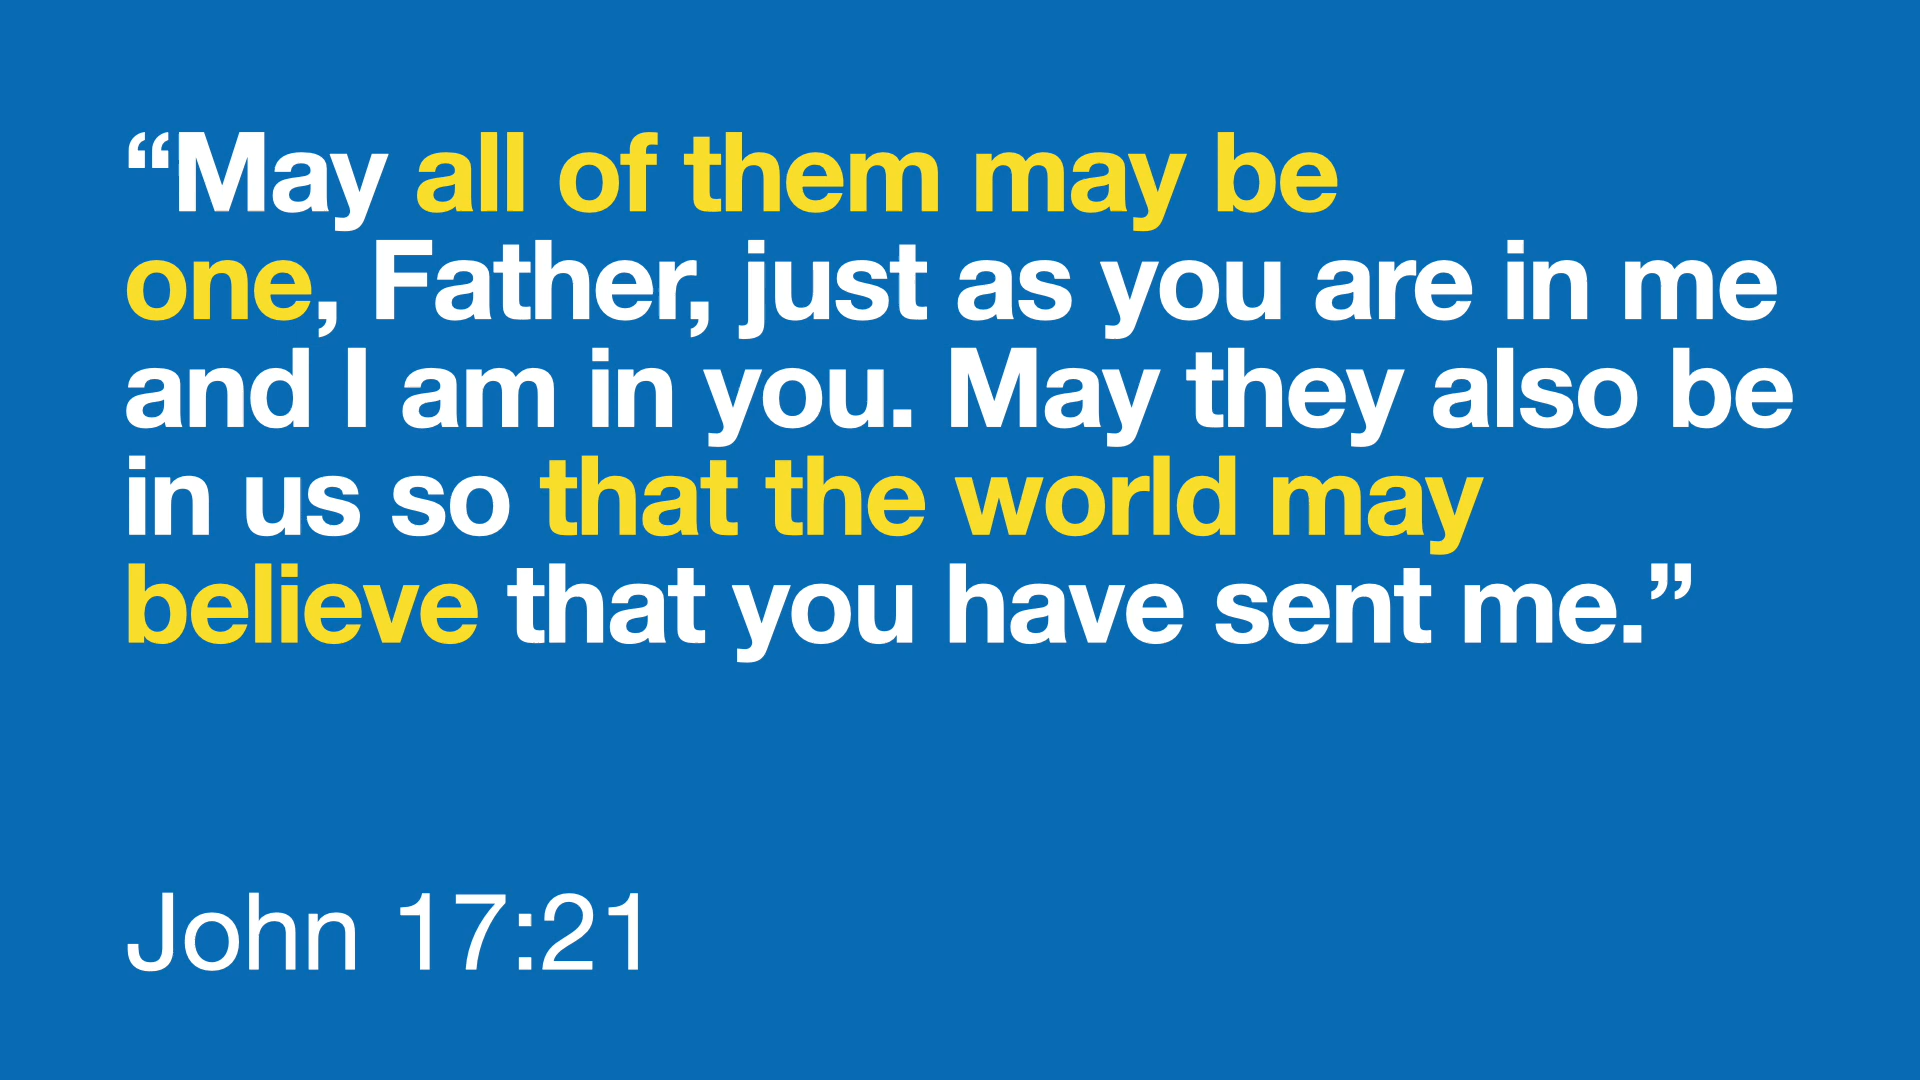 “May all of them may be
one, Father, just as you are in me
and I am in you. May they also be
in us so that the world may
believe that you have sent me.”
John 17:21